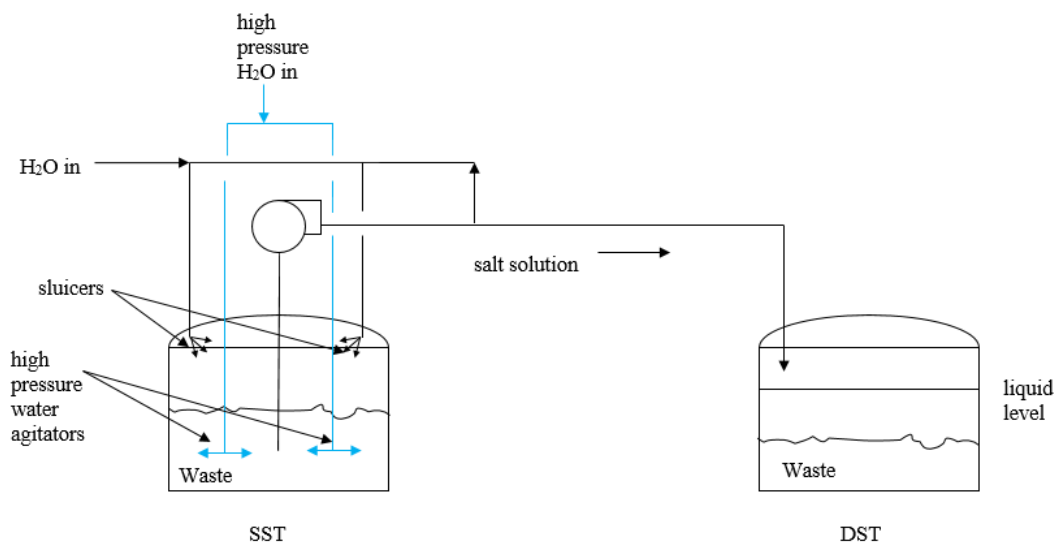 high
pressure
H₂O in
H₂O in
salt solution
sluicers
high
pressure
water
agitators
Waste
liquid
level
Waste
SST
DST